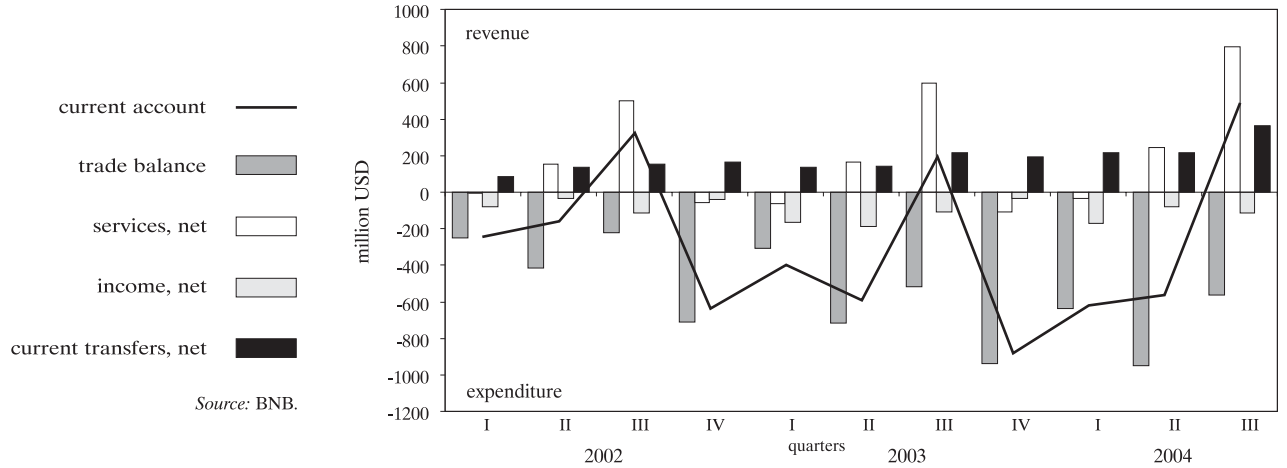 current account
trade balance
services, net
income, net
current transfers, net
Source: BNB.
million USD
1000
800
600
400
200
0
-200
-400
-600
-800
-1000
-1200
revenue
expenditure
I II III IV I II III IV I II III
quarters
2002 2003 2004